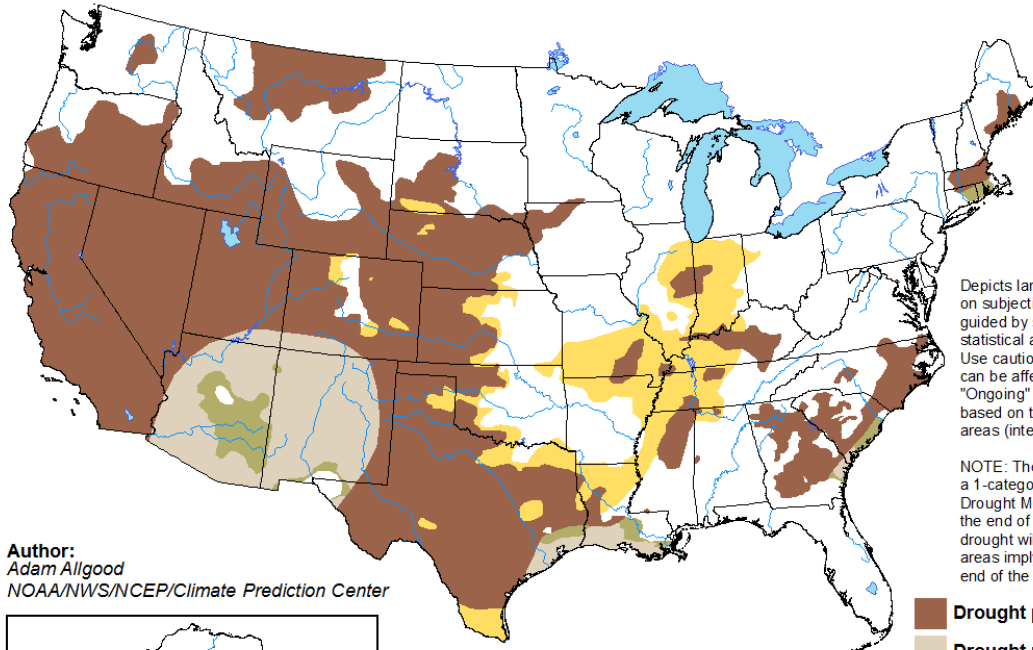 Depicts lar
on subjecti
guided by
statistical a
Use cautio
can be affe
"Ongoing"
based on t
areas (inte
NOTE: The
a 1-catego
Drought M
the end of
drought wil
areas impl
end of the
Author:
Adam Allgood
NOAA/NWS/NCEP/Climate Prediction Center
Drought p
Drought